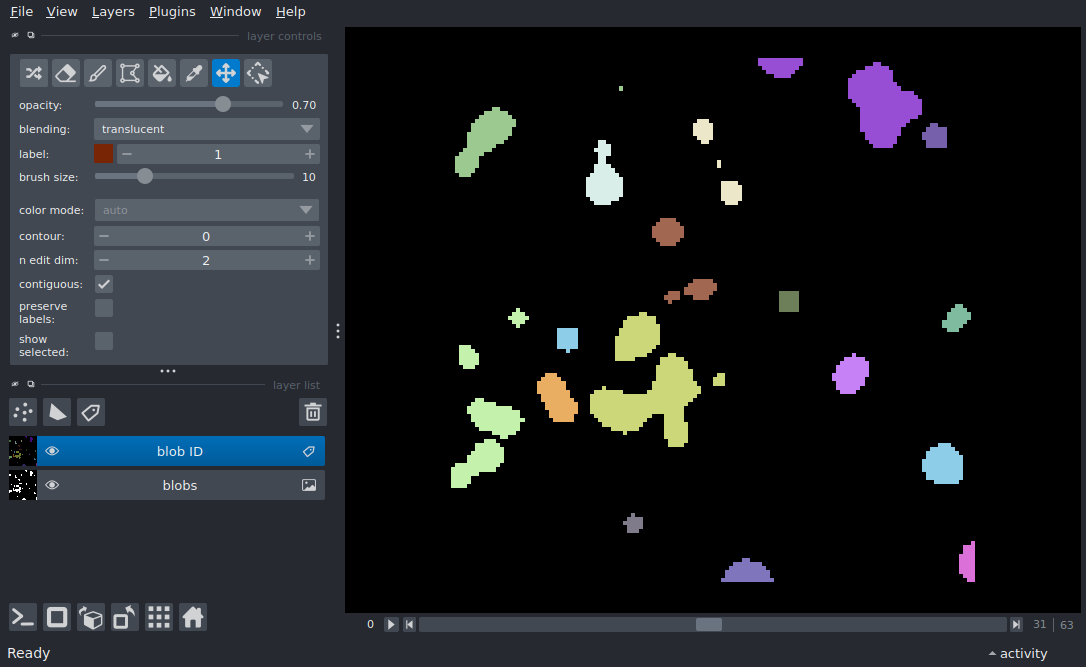 File View Layers Plugins Window Help
layer controls
opacity: 0.70
blending: translucent
label: 1
brush size: 10
color mode: auto
contour: 0
n edit dim: 2
contiguous:
preserve
labels:
show
selected:
layer list
blob ID
blobs
0 31 63
Ready activity